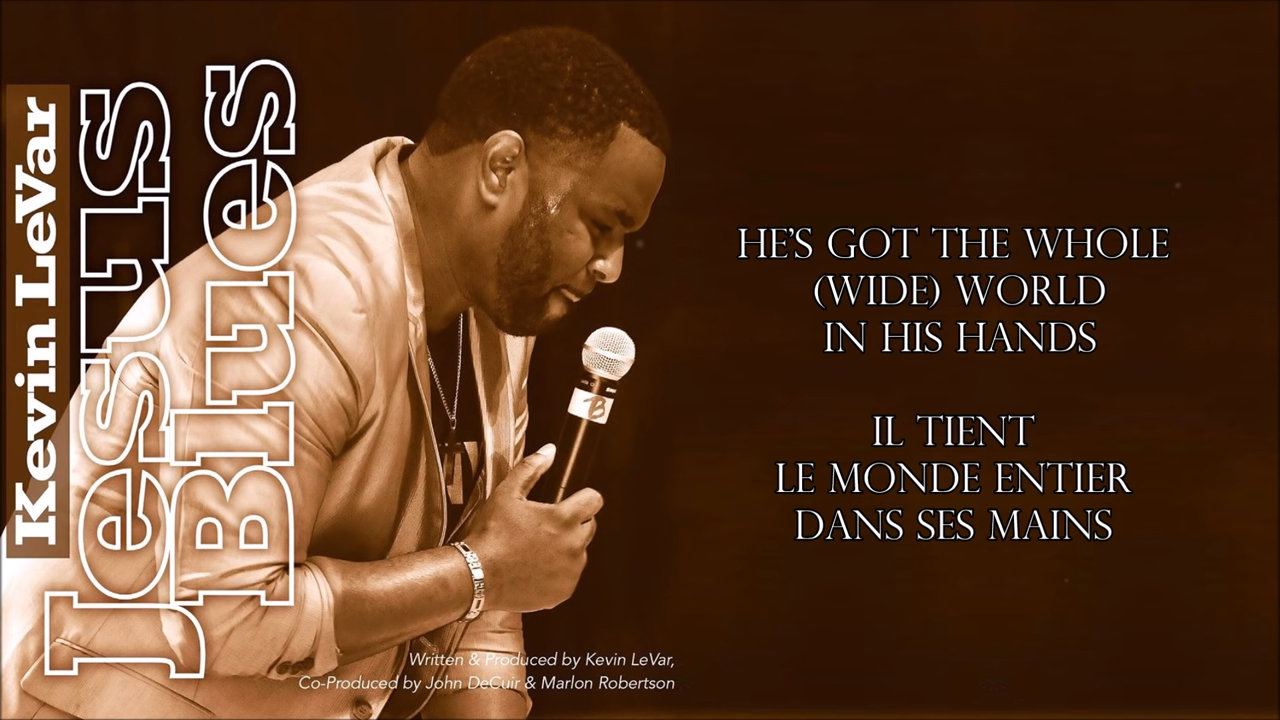 Kevin LeVar
Jesus
Blues
HE'S GOT THE WHOLE
(WIDE) WORLD
IN HIS HANDS
IL TIENT
LE MONDE ENTIER
DANS SES MAINS
Written & Produced by Kevin LeVar,
Co-Produced by John DeCuir & Marlon Robertson